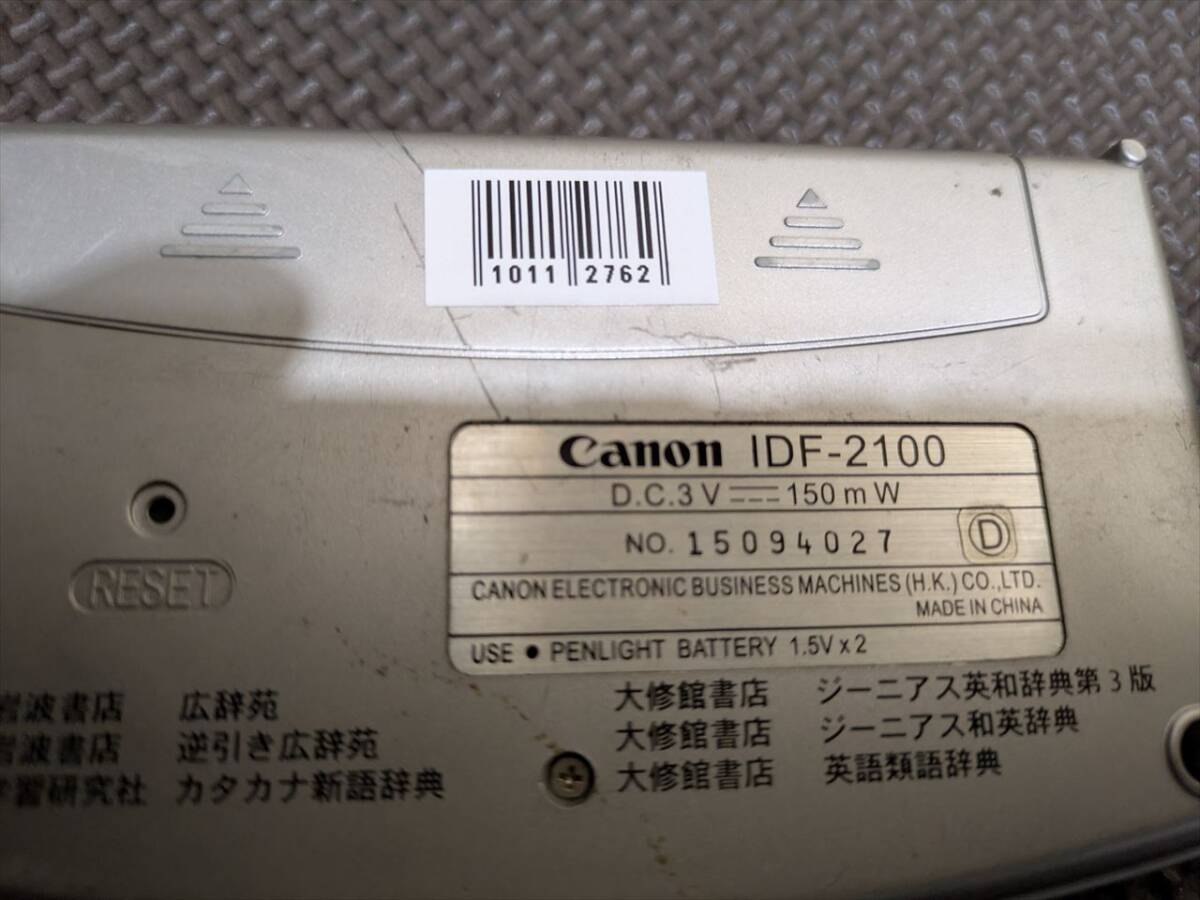 1011 2762
Canon IDF-2100
D.C.3V 150mW
NO. 15094027 D
CANON ELECTRONIC BUSINESS MACHINES (H.K.) CO.,LTD.
MADE IN CHINA
USE ● PENLIGHT BATTERY 1.5V x 2
RESET
岩波書店 広辞苑
岩波書店 逆引き広辞苑
学習研究社 カタカナ新語辞典
大修館書店 ジーニアス英和辞典第3版
大修館書店 ジーニアス和英辞典
大修館書店 英語類語辞典